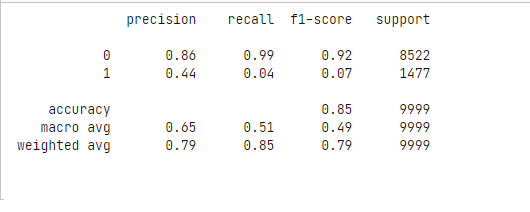 precision recall f1-score support
0 0.86 0.99 0.92 8522
1 0.44 0.04 0.07 1477
accuracy 0.85 9999
macro avg 0.65 0.51 0.49 9999
weighted avg 0.79 0.85 0.79 9999